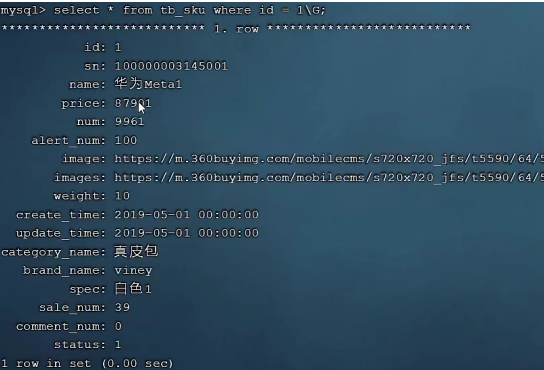 mysql> select * from tb_sku where id = 1\G;
*************************** 1. row ***************************
id: 1
sn: 100000003145001
name: 华为Meta1
price: 87901
num: 9961
alert_num: 100
image: https://m.360buyimg.com/mobilecms/s720x720_jfs/t5590/64/5
images: https://m.360buyimg.com/mobilecms/s720x720_jfs/t5590/64/5
weight: 10
create_time: 2019-05-01 00:00:00
update_time: 2019-05-01 00:00:00
category_name: 真皮包
brand_name: viney
spec: 白色1
sale_num: 39
comment_num: 0
status: 1
1 row in set (0.00 sec)